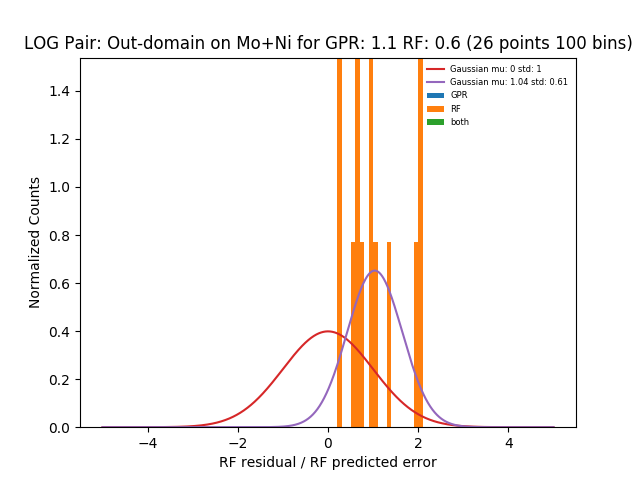 LOG Pair: Out-domain on Mo+Ni for GPR: 1.1 RF: 0.6 (26 points 100 bins)
Gaussian mu: 0 std: 1
Gaussian mu: 1.04 std: 0.61
GPR
RF
both
Normalized Counts
1.4
1.2
1.0
0.8
0.6
0.4
0.2
0.0
−4
−2
0
2
4
RF residual / RF predicted error